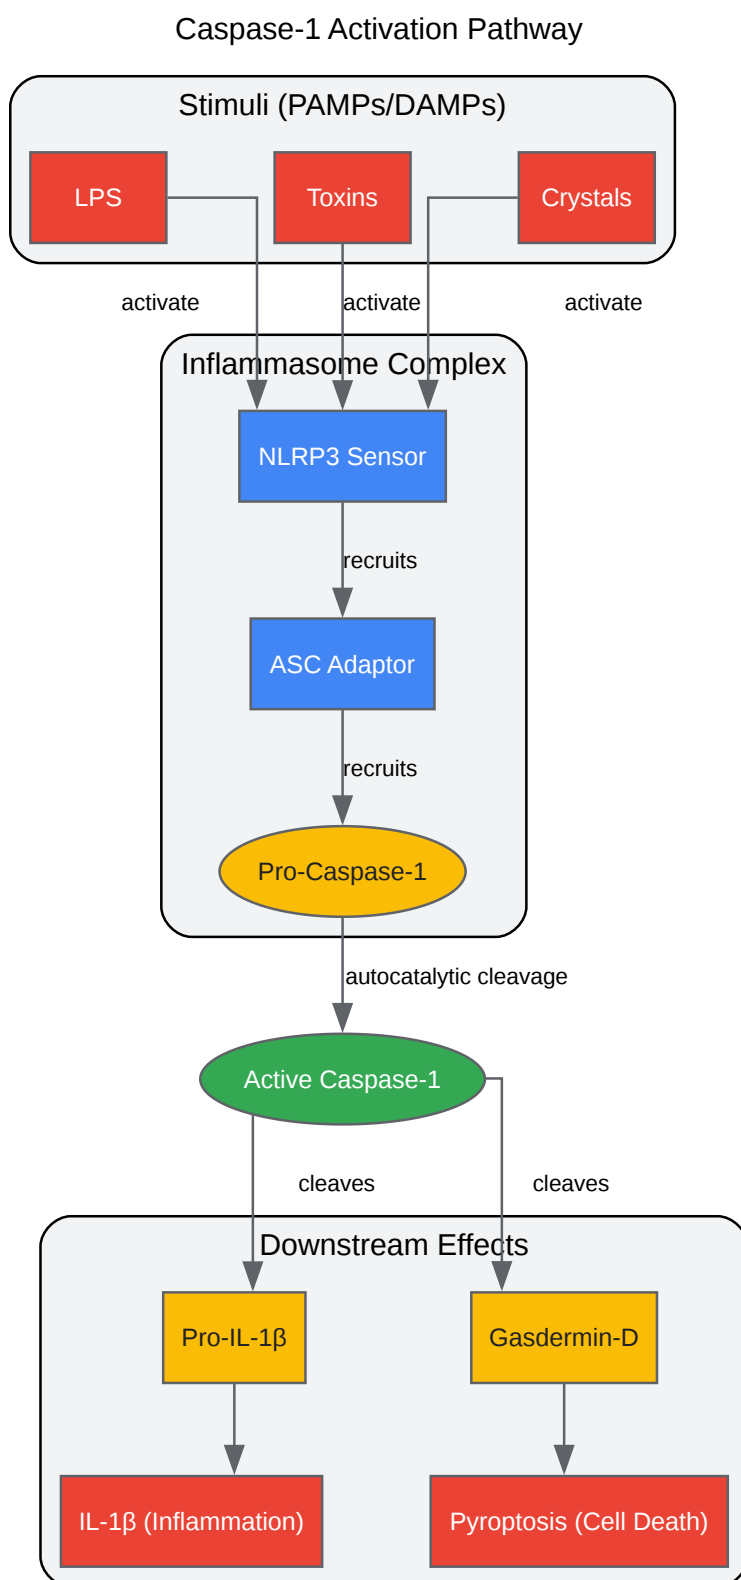 Caspase-1 Activation Pathway
Stimuli (PAMPs/DAMPs)
LPS
Toxins
Crystals
activate
activate
activate
Inflammasome Complex
NLRP3 Sensor
recruits
ASC Adaptor
recruits
Pro-Caspase-1
autocatalytic cleavage
Active Caspase-1
cleaves
cleaves
Downstream Effects
Pro-IL-1β
Gasdermin-D
IL-1β (Inflammation)
Pyroptosis (Cell Death)